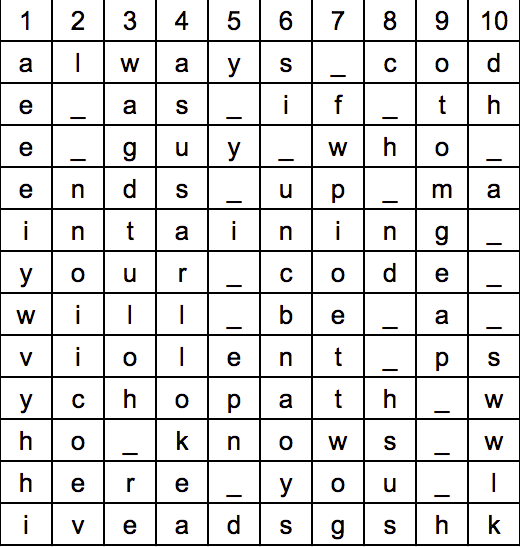 1 2 3 4 5 6 7 8 9 10
a l w a y s _ c o d
e _ a s _ i f _ t h
e _ g u y _ w h o _
e n d s _ u p _ m a
i n t a i n i n g _
y o u r _ c o d e _
w i l l _ b e _ a _
v i o l e n t _ p s
y c h o p a t h _ w
h o _ k n o w s _ w
h e r e _ y o u _ l
i v e a d s g s h k